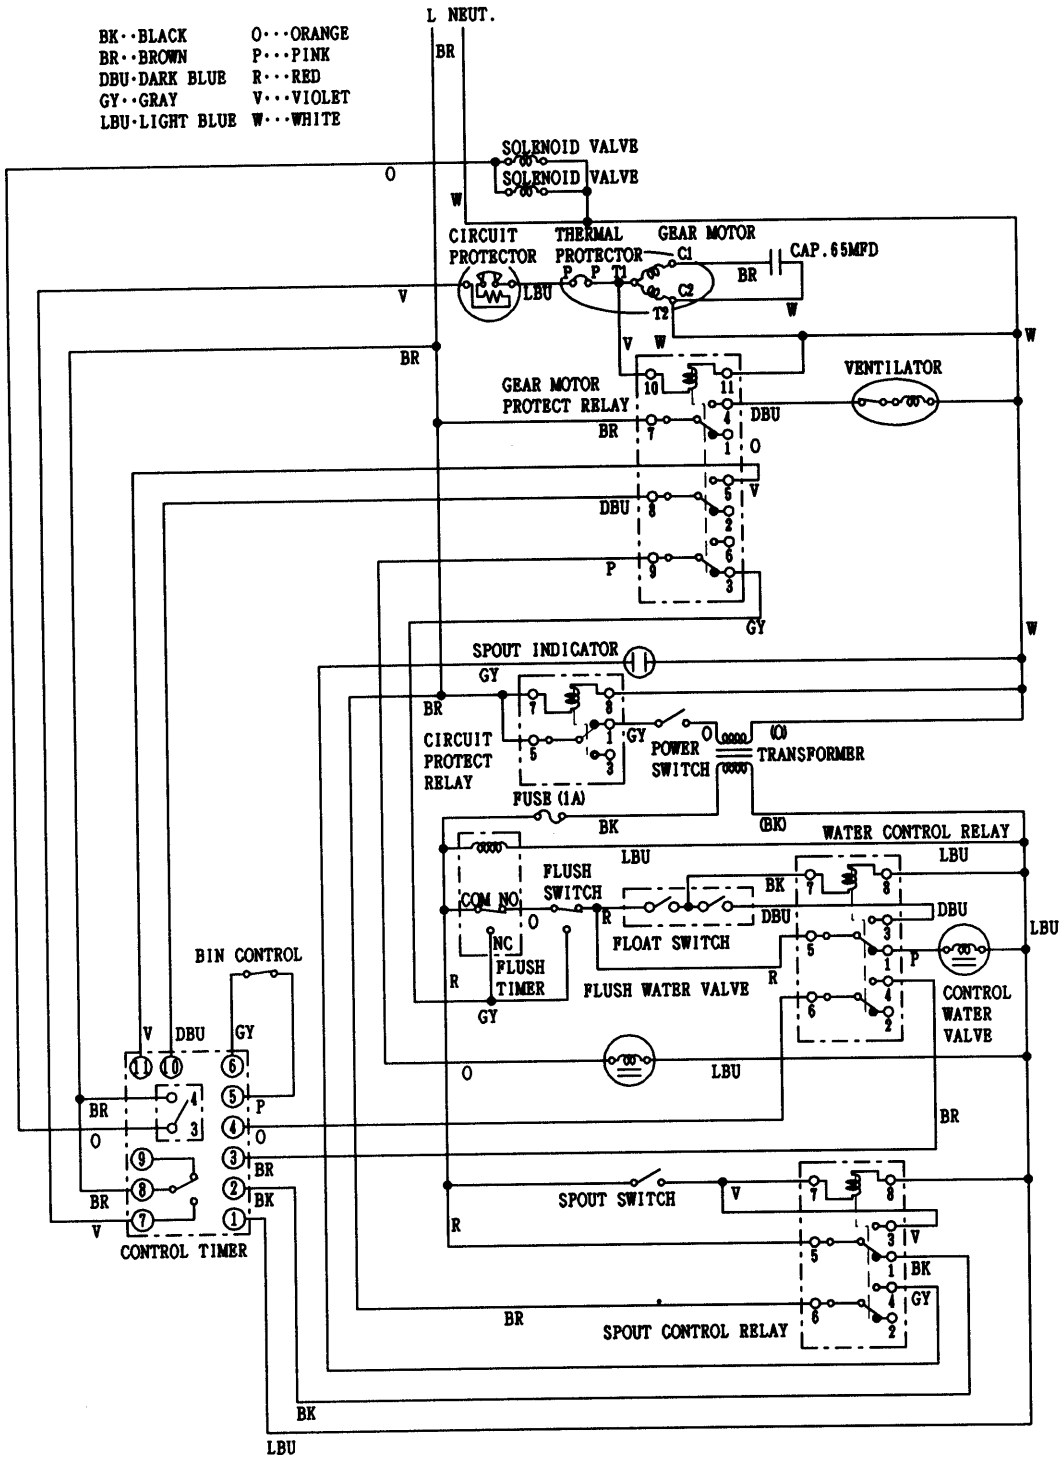 L NEUT.
BK··BLACK O···ORANGE
BR··BROWN P···PINK
DBU·DARK BLUE R···RED
GY··GRAY V···VIOLET
LBU·LIGHT BLUE W···WHITE
BR
SOLENOID VALVE
SOLENOID VALVE
O
W
CIRCUIT PROTECTOR
THERMAL PROTECTOR
GEAR MOTOR
CAP.65MFD
P P T1 C1
C2
T2
BR
V
LBU
W
W
BR
V W
VENTILATOR
GEAR MOTOR
PROTECT RELAY
10 11
4
DBU
BR
7
1
O
5
V
DBU
8
2
6
P
9
3
GY
W
SPOUT INDICATOR
GY
BR
7 8
1
GY
5
3
CIRCUIT
PROTECT
RELAY
POWER
SWITCH
O
(O)
TRANSFORMER
FUSE(1A)
BK
(BK)
WATER CONTROL RELAY
LBU
LBU
FLUSH
SWITCH
BK
7 8
COM NO
O
R
DBU
3
DBU
FLOAT SWITCH
5
1
P
LBU
NC
FLUSH
TIMER
R
FLUSH WATER VALVE
R
4
6
2
CONTROL
WATER
VALVE
GY
BIN CONTROL
V DBU GY
11 10 6
O
LBU
BR
4
5
P
O
3
4
O
BR
9
3
BR
BR
8
2
BK
V
7
1
CONTROL TIMER
SPOUT SWITCH
V
7 8
R
3
V
5
1
BK
4
GY
BR
6
2
SPOUT CONTROL RELAY
BK
LBU